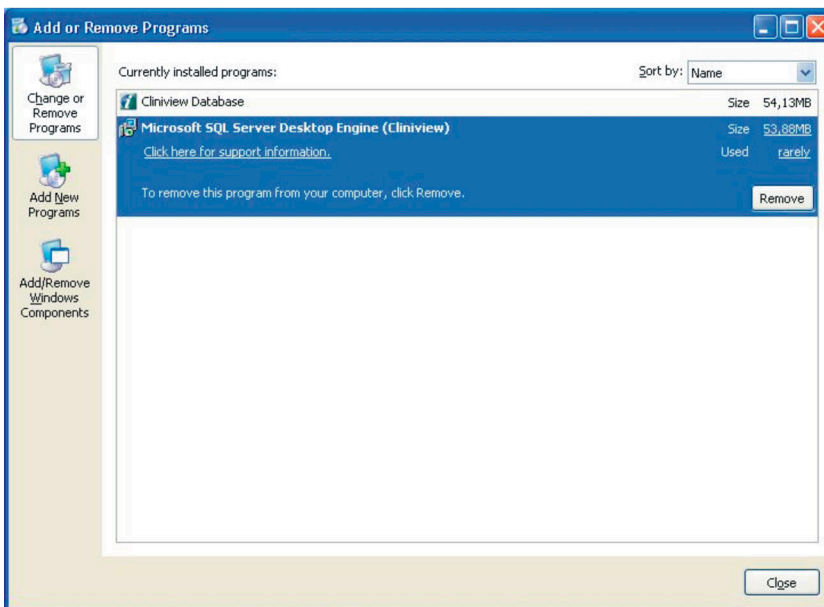 Add or Remove Programs
Change or
Remove
Programs
Add New
Programs
Add/Remove
Windows
Components
Currently installed programs:
Sort by: Name
Cliniview Database Size 54,13MB
Microsoft SQL Server Desktop Engine (Cliniview) Size 53,88MB
Click here for support information. Used rarely
To remove this program from your computer, click Remove. Remove
Close